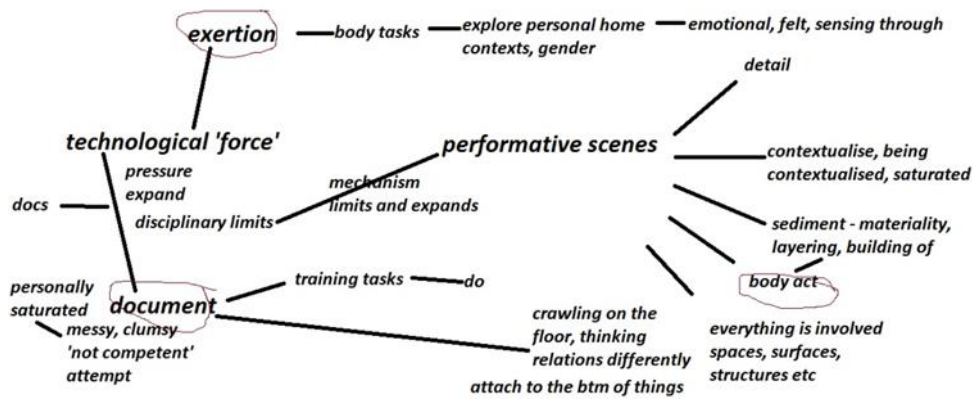 exertion
body tasks
explore personal home
contexts, gender
emotional, felt, sensing through
detail
technological 'force'
performative scenes
pressure
expand
mechanism
limits and expands
contextualise, being
contextualised, saturated
docs
disciplinary limits
sediment - materiality,
layering, building of
body act
training tasks
do
personally
saturated
document
messy, clumsy
'not competent'
attempt
crawling on the
floor, thinking
relations differently
attach to the btm of things
everything is involved
spaces, surfaces,
structures etc